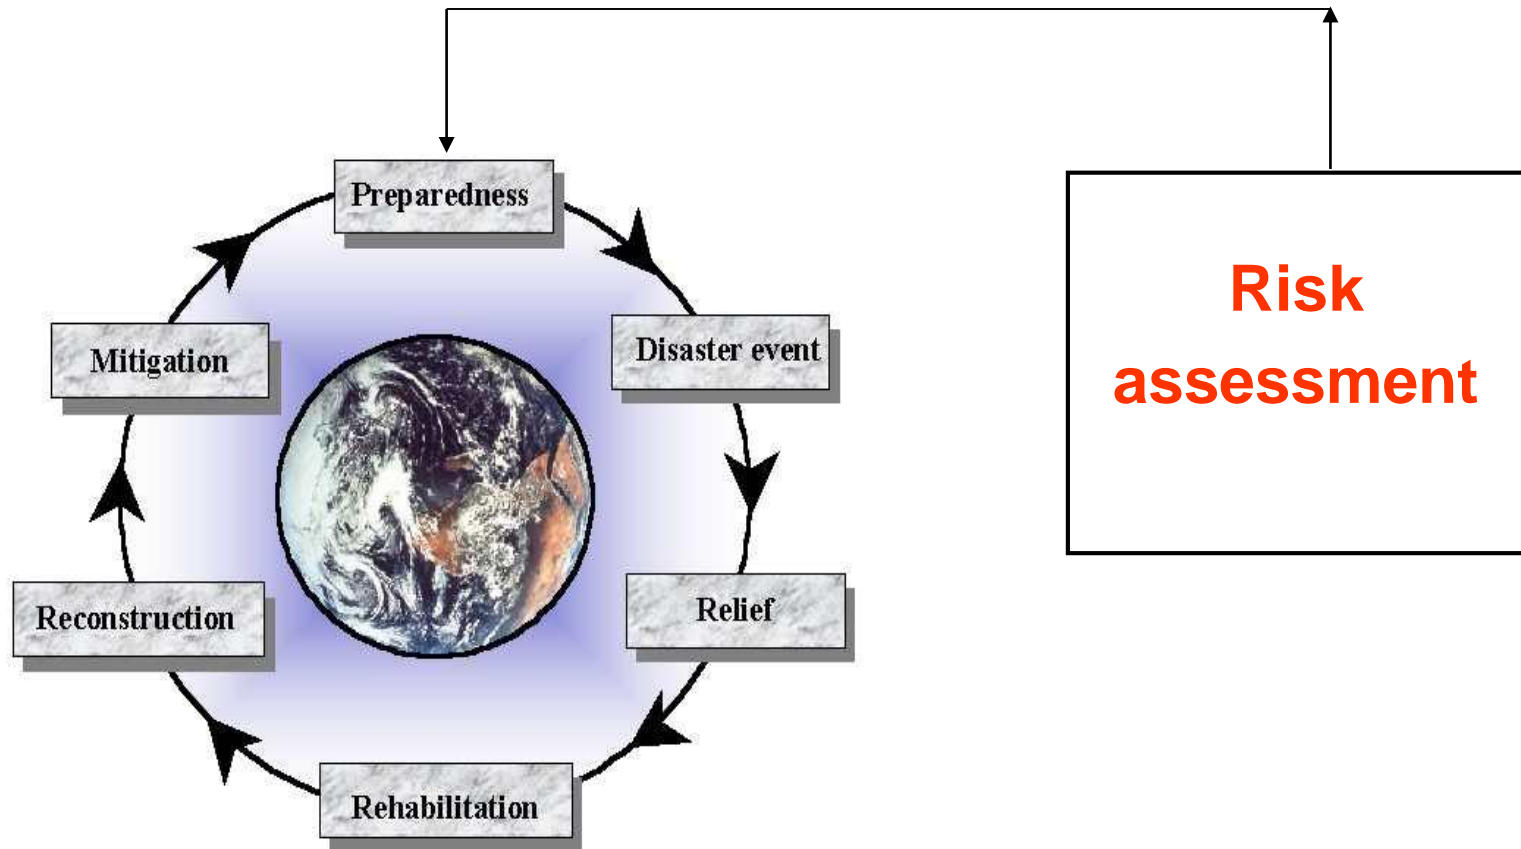 Preparedness
Disaster event
Relief
Rehabilitation
Reconstruction
Mitigation
Risk
assessment